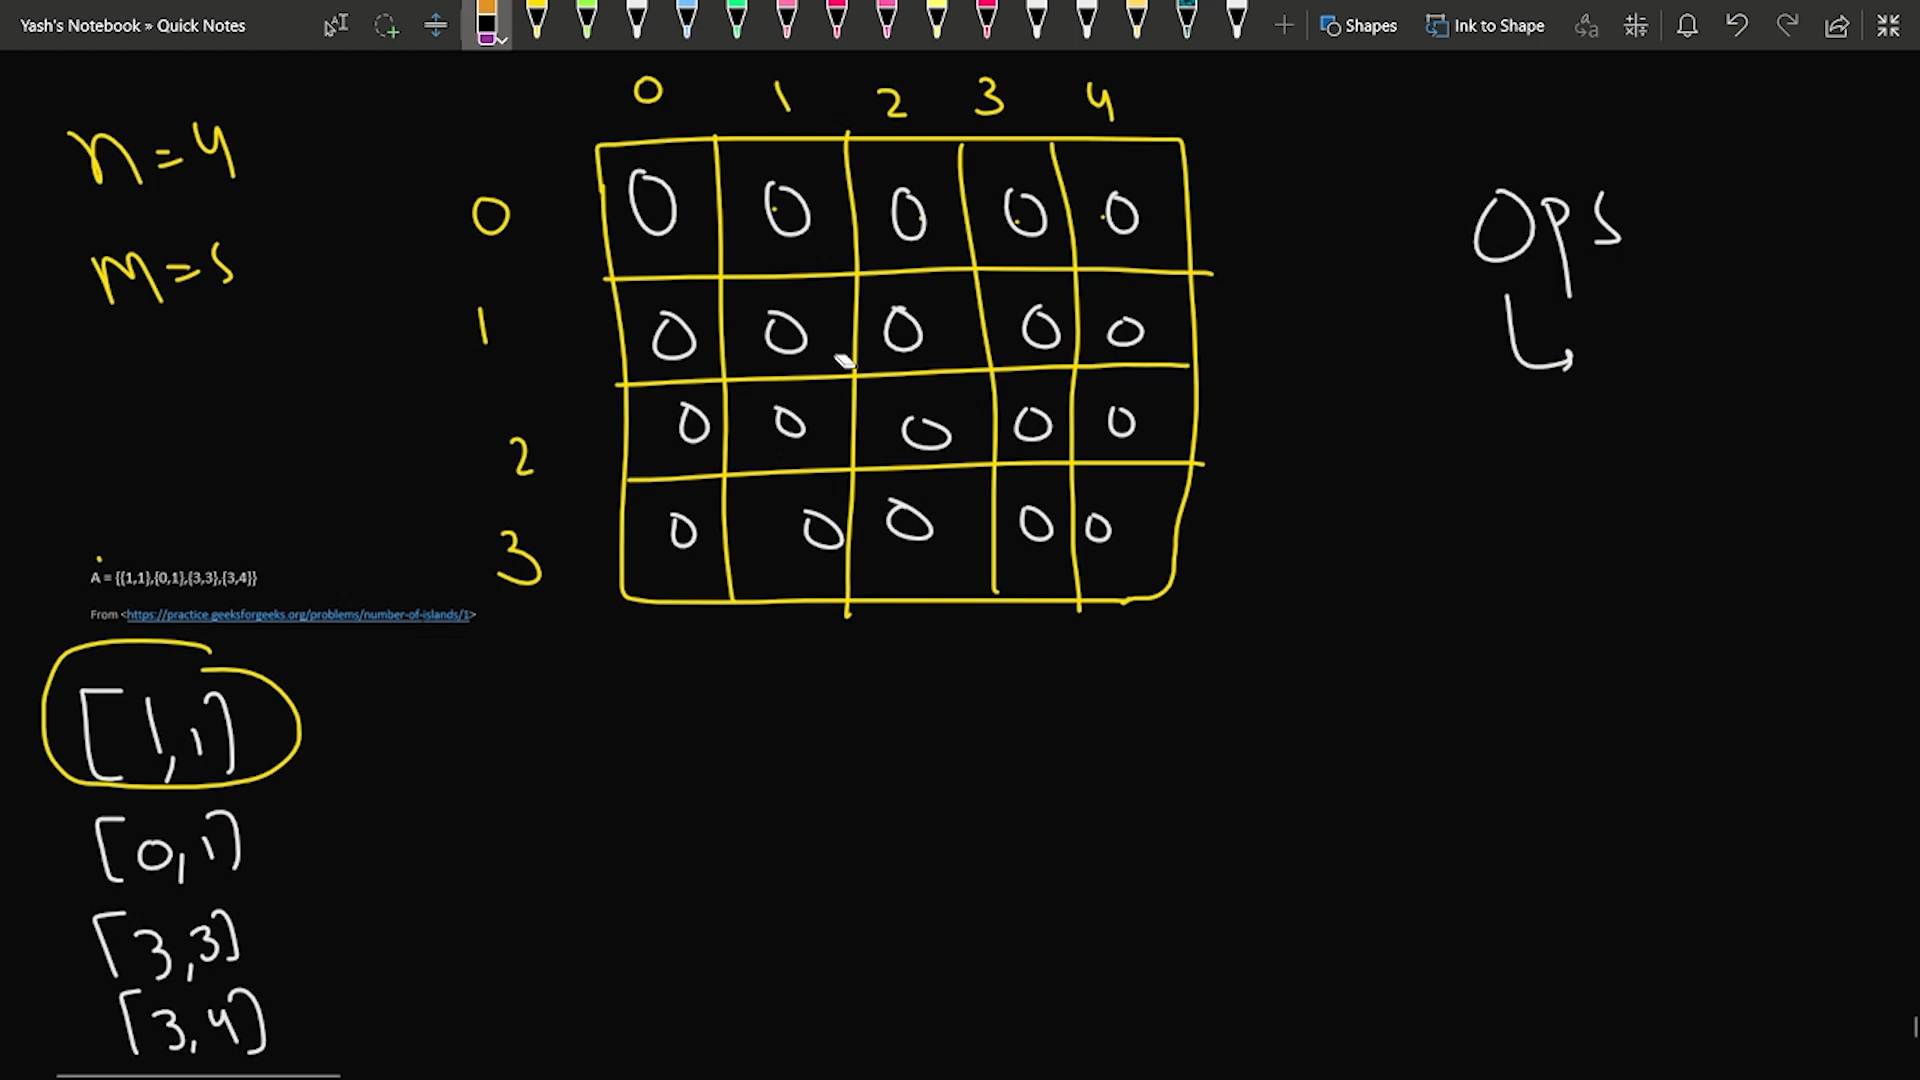 Yash's Notebook » Quick Notes
Shapes
Ink to Shape
0 1 2 3 4
n=4
m=5
0 0 0 0 0 0
1 0 0 0 0 0
2 0 0 0 0 0
3 0 0 0 0 0
Ops
A = {{1,1},{0,1},{3,3},{3,4}}
From <https://practice.geeksforgeeks.org/problems/number-of-islands/1>
[1,1]
[0,1]
[3,3]
[3,4]